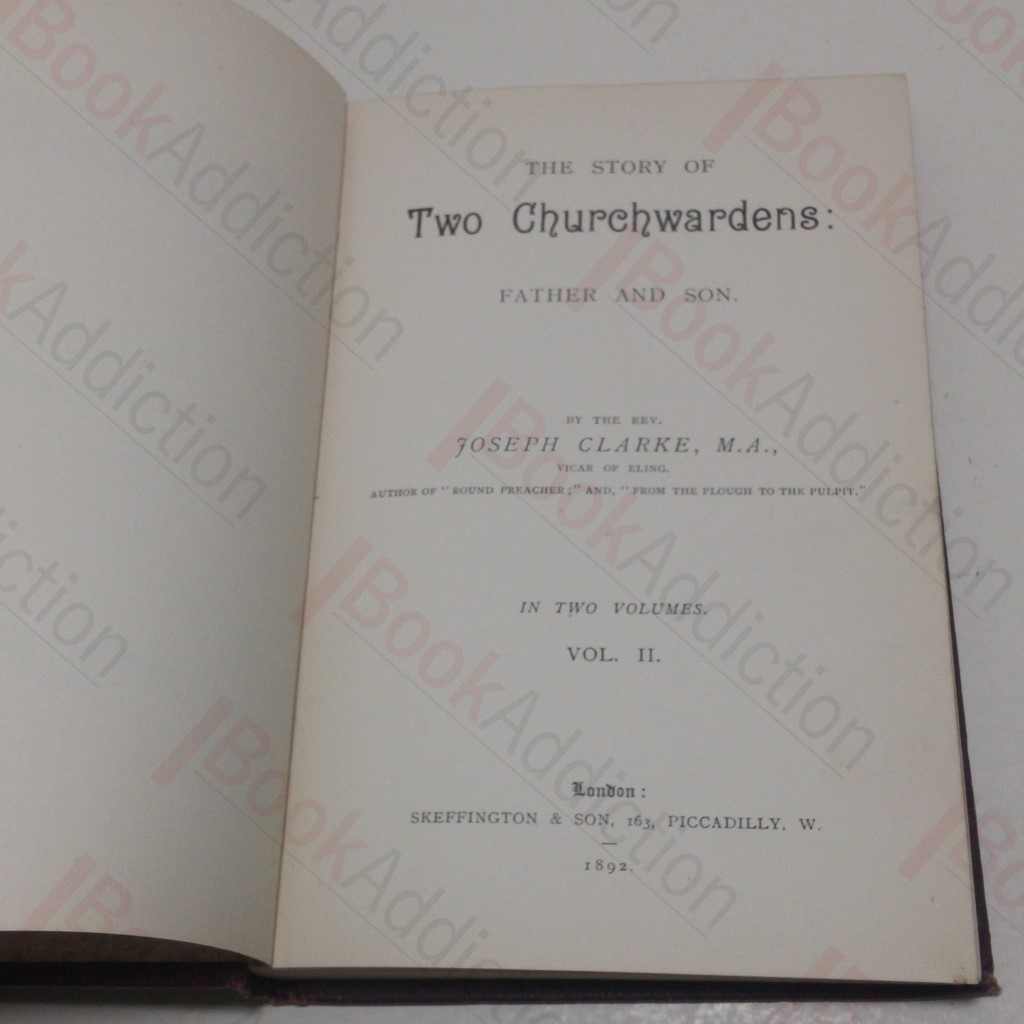 THE STORY OF
Two Churchwardens:
FATHER AND SON.
BY THE REV.
JOSEPH CLARKE, M.A.,
VICAR OF ELING.
AUTHOR OF "ROUND PREACHER;" AND, "FROM THE PLOUGH TO THE PULPIT."
IN TWO VOLUMES.
VOL. II.
London:
SKEFFINGTON & SON, 163, PICCADILLY, W.
1892.
BookAddiction